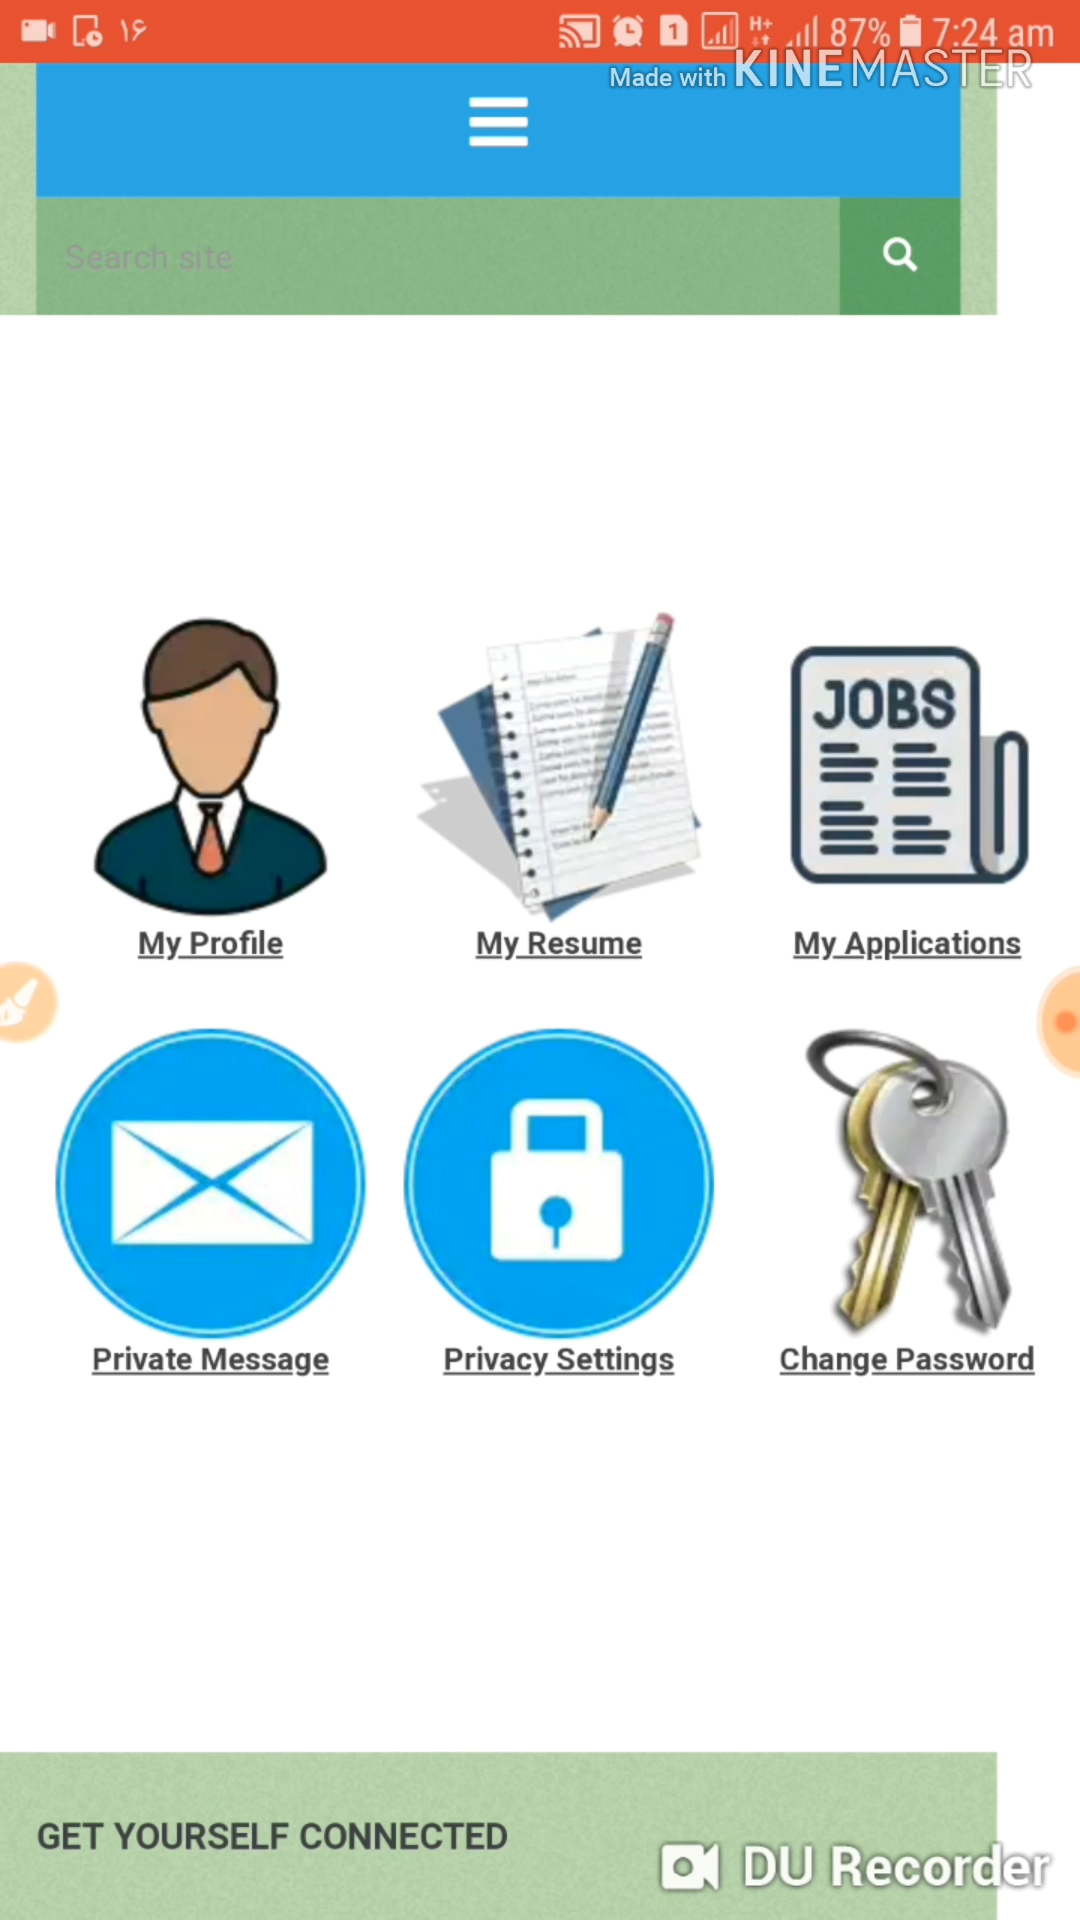 ۱۶ 1 H+ 87% 7:24 am
Made with KINEMASTER
Search site
JOBS
My Profile My Resume My Applications
Private Message Privacy Settings Change Password
GET YOURSELF CONNECTED
DU Recorder